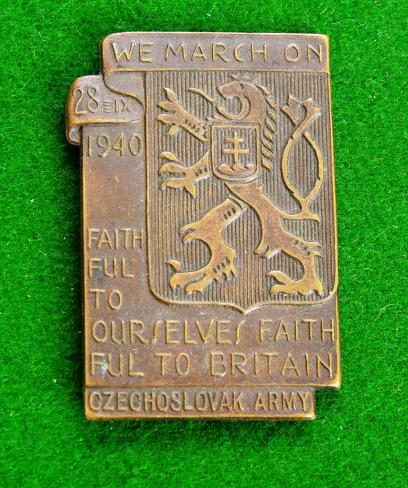 WE MARCH ON
28 IX
1940
FAITH
FUL
TO
OURSELVES FAITH
FUL TO BRITAIN
CZECHOSLOVAK ARMY